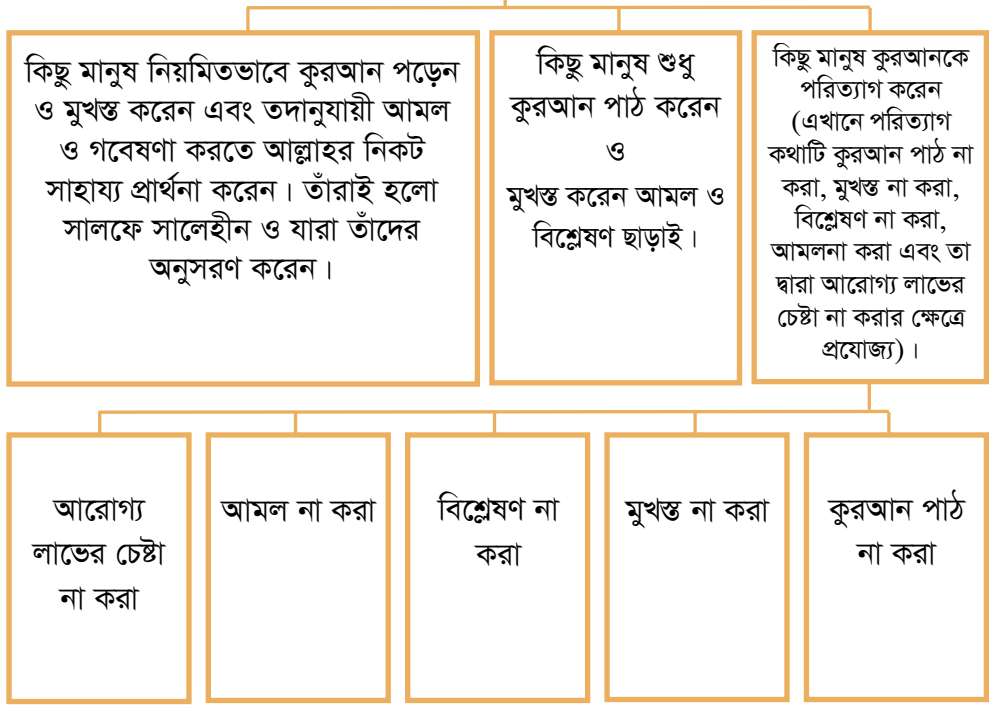 কিছু মানুষ নিয়মিতভাবে কুরআন পড়েন
ও মুখস্ত করেন এবং তদানুযায়ী আমল
ও গবেষণা করতে আল্লাহর নিকট
সাহায্য প্রার্থনা করেন। তাঁরাই হলো
সালফে সালেহীন ও যারা তাঁদের
অনুসরণ করেন।
কিছু মানুষ শুধু
কুরআন পাঠ করেন
ও
মুখস্ত করেন আমল ও
বিশ্লেষণ ছাড়াই।
কিছু মানুষ কুরআনকে
পরিত্যাগ করেন
(এখানে পরিত্যাগ
কথাটি কুরআন পাঠ না
করা, মুখস্ত না করা,
বিশ্লেষণ না করা,
আমলনা করা এবং তা
দ্বারা আরোগ্য লাভের
চেষ্টা না করার ক্ষেত্রে
প্রযোজ্য)।
আরোগ্য
লাভের চেষ্টা
না করা
আমল না করা
বিশ্লেষণ না
করা
মুখস্ত না করা
কুরআন পাঠ
না করা